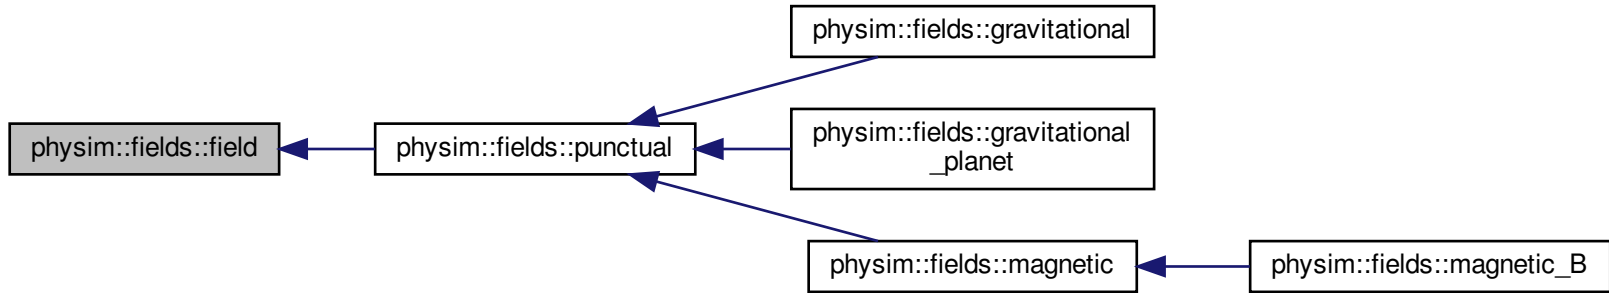 physim::fields::gravitational
physim::fields::field
physim::fields::punctual
physim::fields::gravitational
_planet
physim::fields::magnetic
physim::fields::magnetic_B